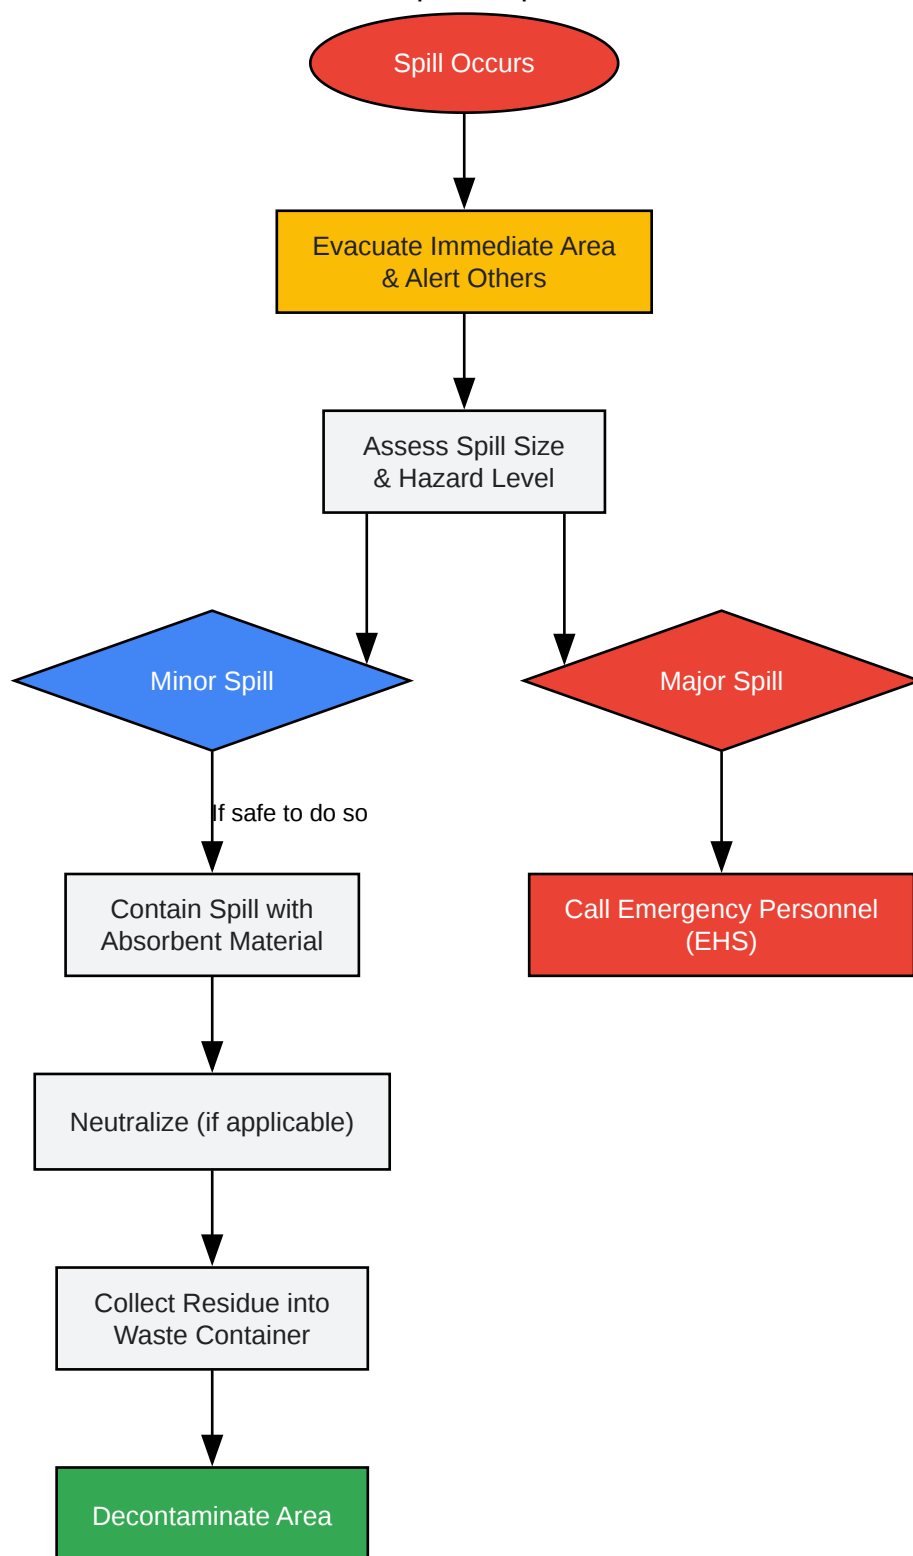 Spill Occurs
Evacuate Immediate Area
& Alert Others
Assess Spill Size
& Hazard Level
Minor Spill
Major Spill
If safe to do so
Contain Spill with
Absorbent Material
Call Emergency Personnel
(EHS)
Neutralize (if applicable)
Collect Residue into
Waste Container
Decontaminate Area